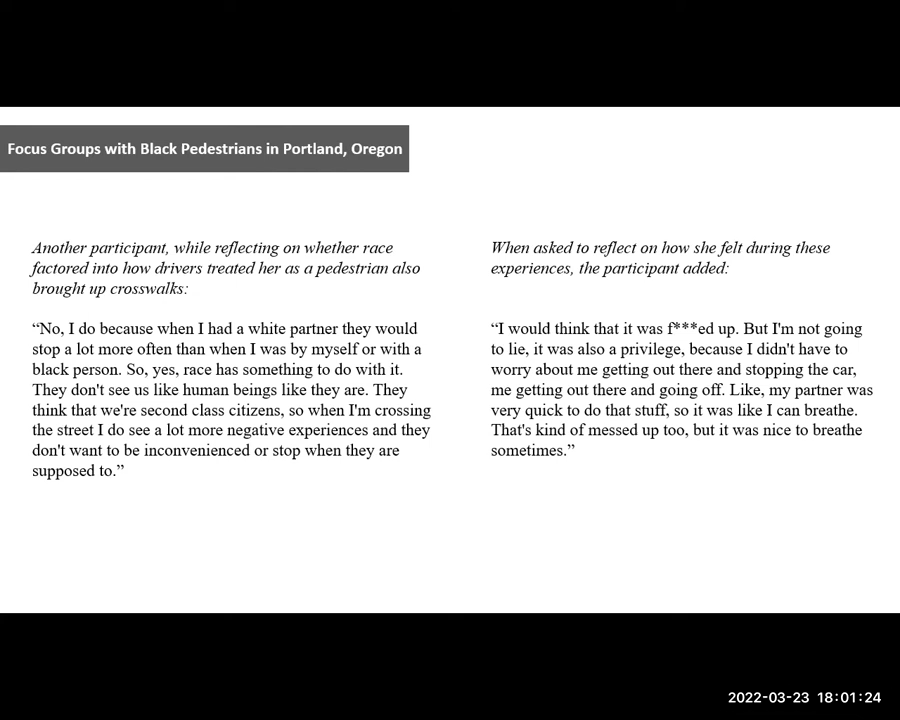 Focus Groups with Black Pedestrians in Portland, Oregon
Another participant, while reflecting on whether race
factored into how drivers treated her as a pedestrian also
brought up crosswalks:
“No, I do because when I had a white partner they would
stop a lot more often than when I was by myself or with a
black person. So, yes, race has something to do with it.
They don't see us like human beings like they are. They
think that we're second class citizens, so when I'm crossing
the street I do see a lot more negative experiences and they
don't want to be inconvenienced or stop when they are
supposed to.”
When asked to reflect on how she felt during these
experiences, the participant added:
“I would think that it was f***ed up. But I'm not going
to lie, it was also a privilege, because I didn't have to
worry about me getting out there and stopping the car,
me getting out there and going off. Like, my partner was
very quick to do that stuff, so it was like I can breathe.
That's kind of messed up too, but it was nice to breathe
sometimes.”
2022-03-23 18:01:24